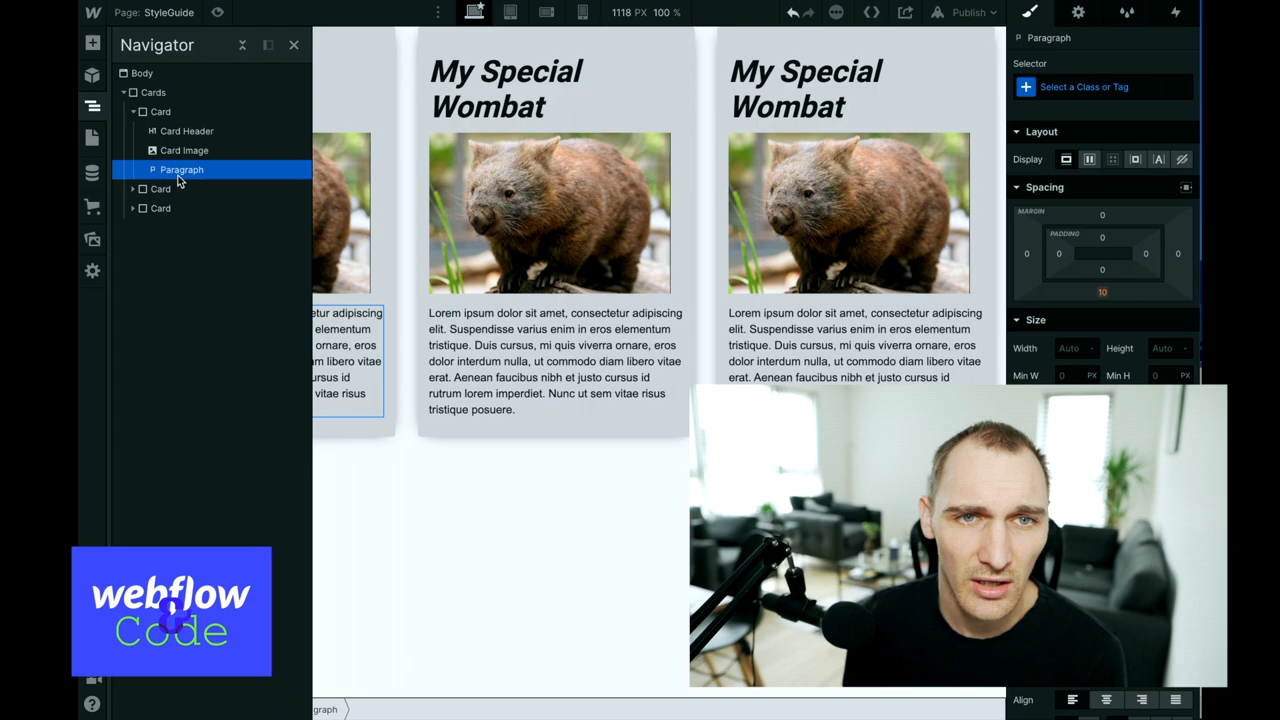 Page: StyleGuide
1118 PX 100 %
Publish
Navigator
Body
Cards
Card
H1 Card Header
Card Image
P Paragraph
Card
Card
My Special
Wombat
My Special
Wombat
etur adipiscing
elementum
ornare, eros
m libero vitae
ursus id
vitae risus
Lorem ipsum dolor sit amet, consectetur adipiscing
elit. Suspendisse varius enim in eros elementum
tristique. Duis cursus, mi quis viverra ornare, eros
dolor interdum nulla, ut commodo diam libero vitae
erat. Aenean faucibus nibh et justo cursus id
rutrum lorem imperdiet. Nunc ut sem vitae risus
tristique posuere.
Lorem ipsum dolor sit amet, consectetur adipiscing
elit. Suspendisse varius enim in eros elementum
tristique. Duis cursus, mi quis viverra ornare, eros
dolor interdum nulla, ut commodo diam libero vitae
erat. Aenean faucibus nibh et justo cursus id
P Paragraph
Selector
Select a Class or Tag
Layout
Display
Spacing
MARGIN
0
PADDING
0
0 0 0 0
0
10
Size
Width Auto - Height Auto -
Min W 0 PX Min H 0 PX
Align
webflow
&
Code
graph